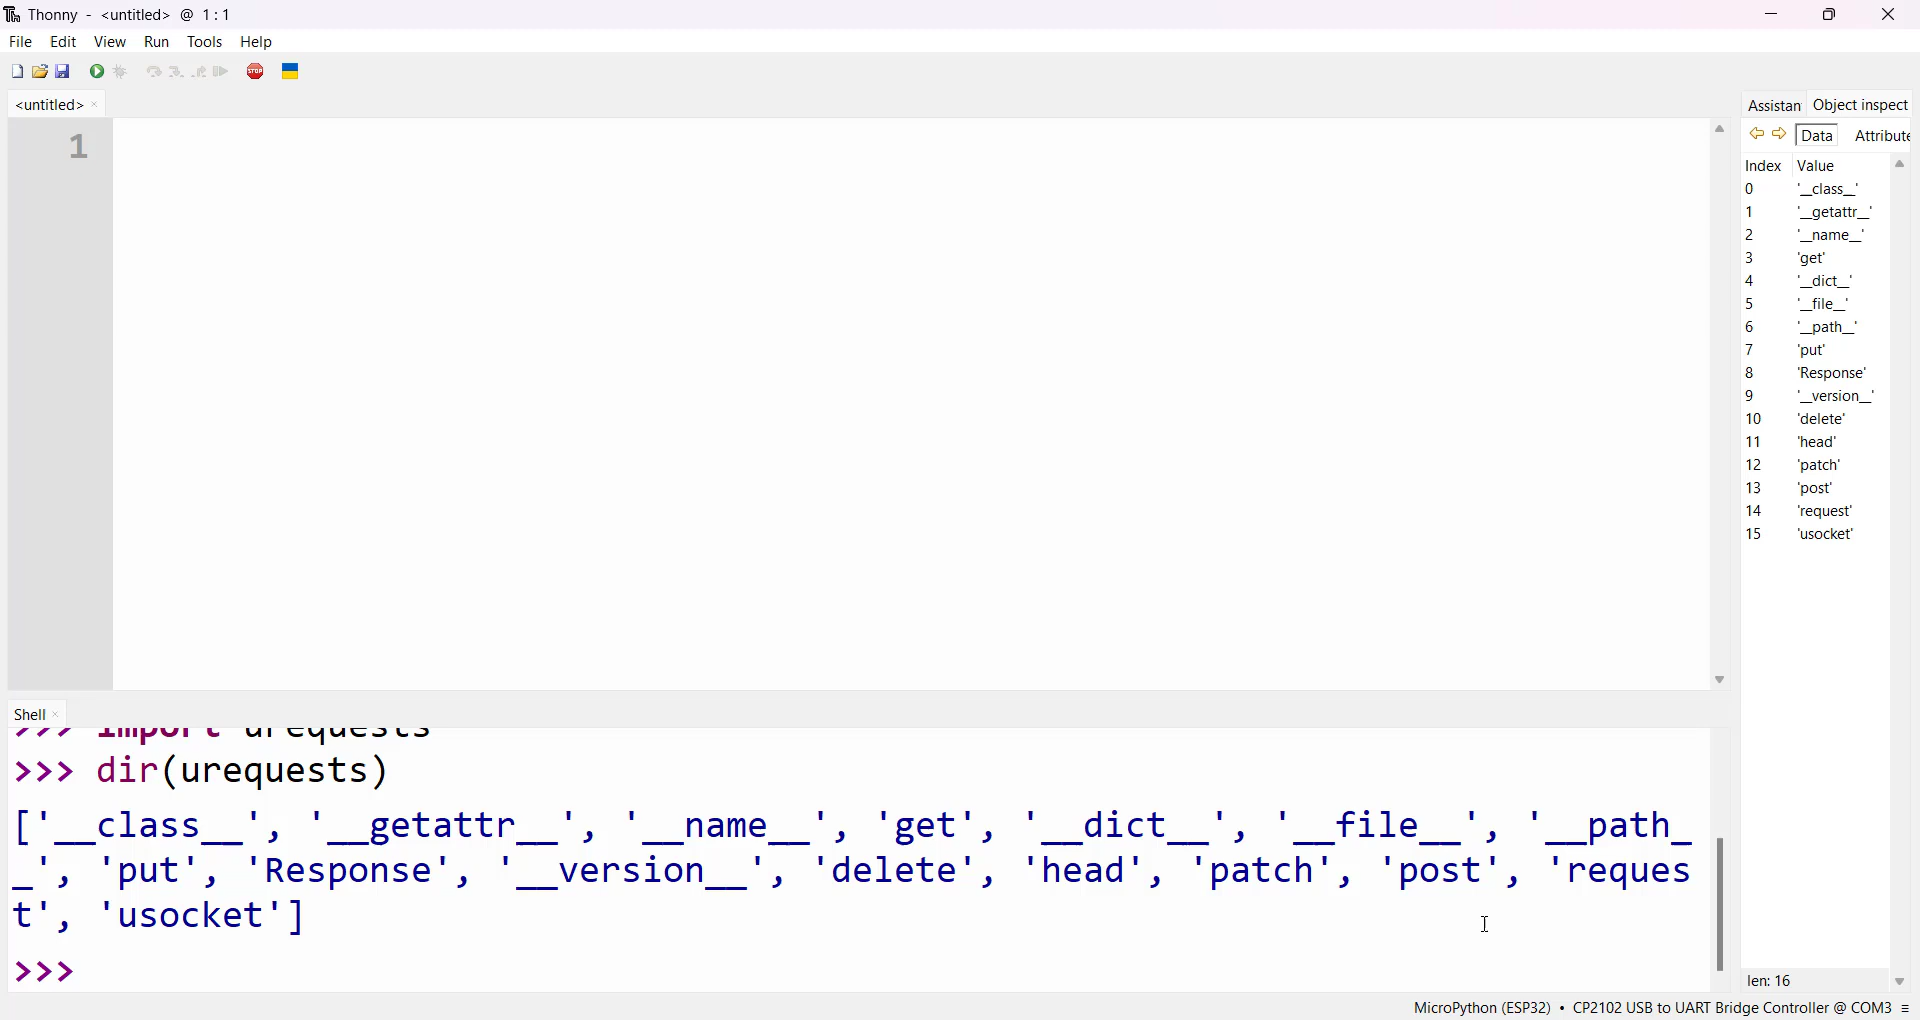 Thonny - <untitled> @ 1:1
File Edit View Run Tools Help
STOP
<untitled> ×
1
Assistan Object inspect
Data Attribute
Index Value
0 '__class__'
1 '__getattr__'
2 '__name__'
3 'get'
4 '__dict__'
5 '__file__'
6 '__path__'
7 'put'
8 'Response'
9 '__version__'
10 'delete'
11 'head'
12 'patch'
13 'post'
14 'request'
15 'usocket'
len: 16
Shell ×
>>> import urequests
>>> dir(urequests)
['__class__', '__getattr__', '__name__', 'get', '__dict__', '__file__', '__path_
_', 'put', 'Response', '__version__', 'delete', 'head', 'patch', 'post', 'reques
t', 'usocket']
>>>
MicroPython (ESP32) • CP2102 USB to UART Bridge Controller @ COM3 ≡